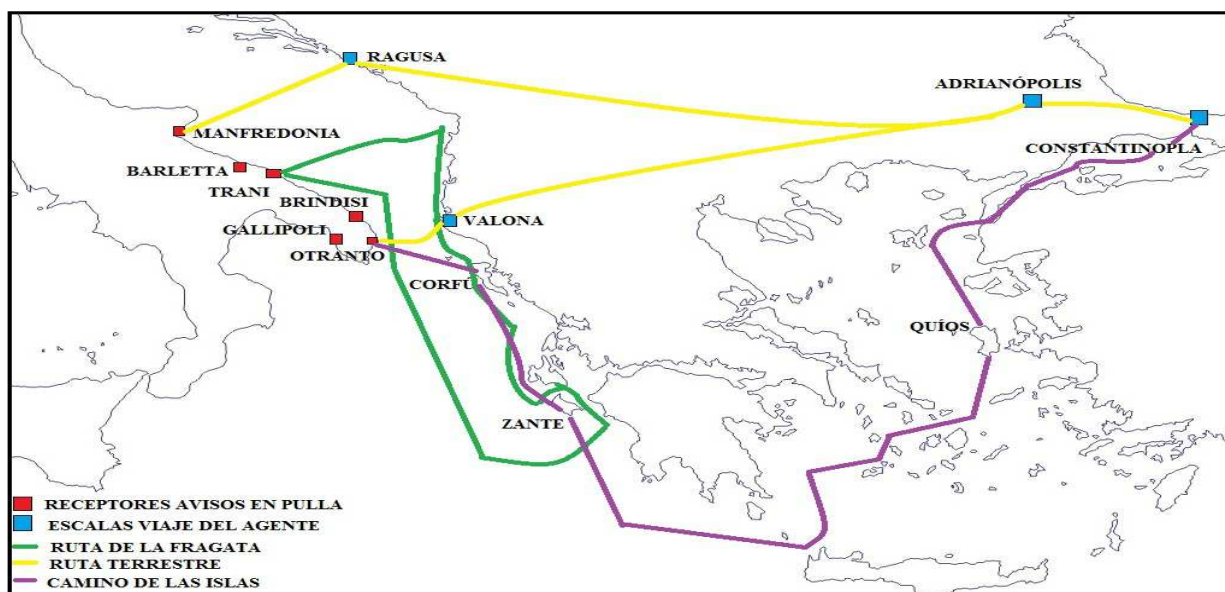 RAGUSA
ADRIANÓPOLIS
MANFREDONIA
CONSTANTINOPLA
BARLETTA
TRANI
BRINDISI
VALONA
GALLIPOLI
OTRANTO
CORFÚ
QUÍOS
ZANTE
RECEPTORES AVISOS EN PULLA
ESCALAS VIAJE DEL AGENTE
RUTA DE LA FRAGATA
RUTA TERRESTRE
CAMINO DE LAS ISLAS